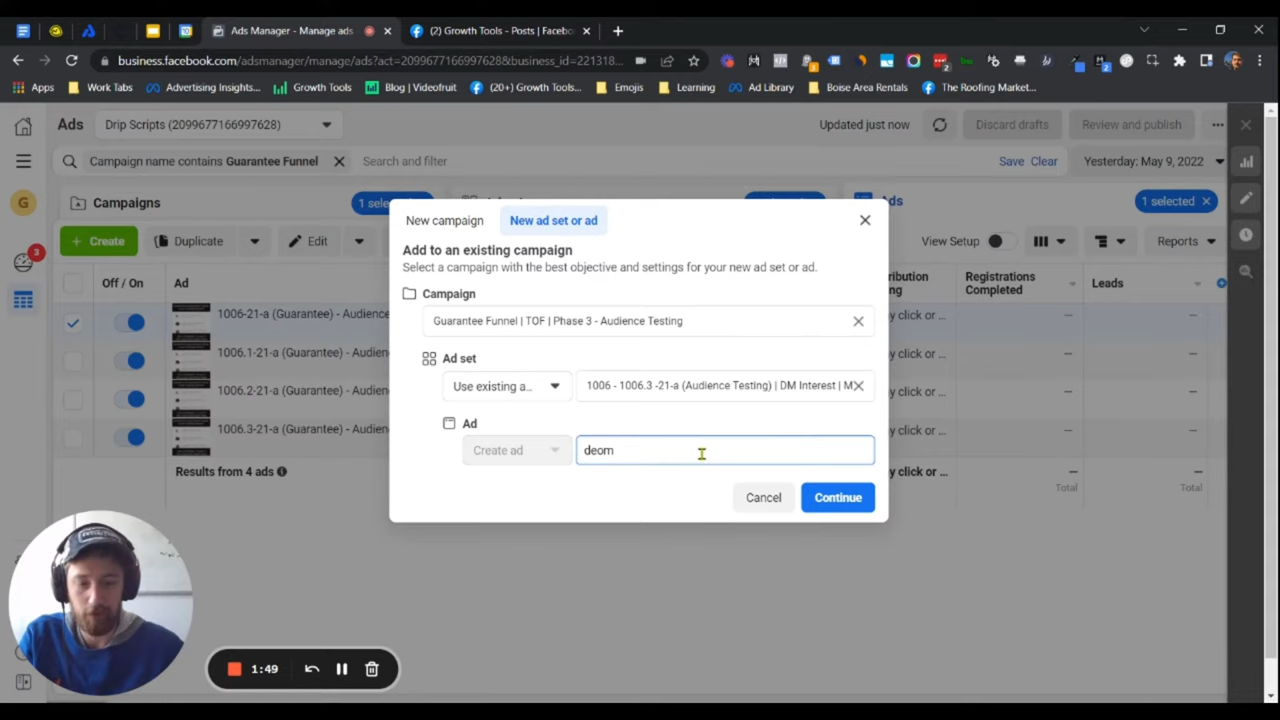 Ads Manager - Manage ads
(2) Growth Tools - Posts | Facebo
business.facebook.com/adsmanager/manage/ads?act=2099677166997628&business_id=221318...
Apps
Work Tabs
Advertising Insights...
Growth Tools
Blog | Videofruit
(20+) Growth Tools...
Emojis
Learning
Ad Library
Boise Area Rentals
The Roofing Market...
Ads
Drip Scripts (2099677166997628)
Updated just now
Discard drafts
Review and publish
Campaign name contains Guarantee Funnel
Search and filter
Save
Clear
Yesterday: May 9, 2022
Campaigns
1 selec
Ads
1 selected
G
3
Create
Duplicate
Edit
View Setup
Reports
Off / On
Ad
Registrations
Completed
Leads
1006-21-a (Guarantee) - Audience
1006.1-21-a (Guarantee) - Audien
1006.2-21-a (Guarantee) - Audien
1006.3-21-a (Guarantee) - Audien
y click or ...
y click or ...
y click or ...
y click or ...
Results from 4 ads
Total
Total
New campaign
New ad set or ad
Add to an existing campaign
Select a campaign with the best objective and settings for your new ad set or ad.
Campaign
Guarantee Funnel | TOF | Phase 3 - Audience Testing
Ad set
Use existing a...
1006 - 1006.3 -21-a (Audience Testing) | DM Interest | M
Ad
Create ad
deom
Cancel
Continue
1:49